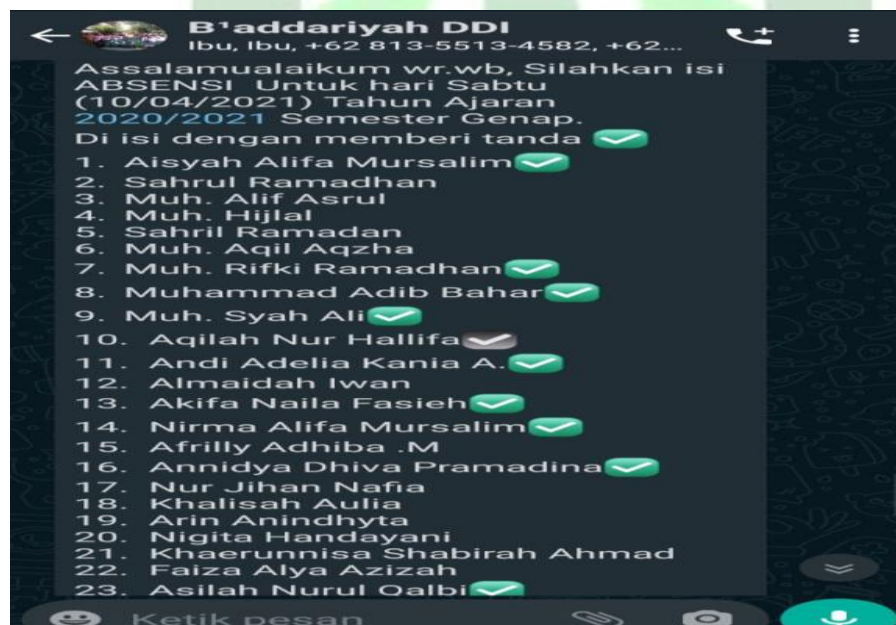 B'addariyah DDI
Ibu, Ibu, +62 813-5513-4582, +62...
Assalamualaikum wr.wb, Silahkan isi
ABSENSI Untuk hari Sabtu
(10/04/2021) Tahun Ajaran
2020/2021 Semester Genap.
Di isi dengan memberi tanda ✅
1. Aisyah Alifa Mursalim✅
2. Sahrul Ramadhan
3. Muh. Alif Asrul
4. Muh. Hijlal
5. Sahril Ramadan
6. Muh. Aqil Aqzha
7. Muh. Rifki Ramadhan✅
8. Muhammad Adib Bahar✅
9. Muh. Syah Ali✅
10. Aqilah Nur Hallifa☑
11. Andi Adelia Kania A.✅
12. Almaidah Iwan
13. Akifa Naila Fasieh✅
14. Nirma Alifa Mursalim✅
15. Afrilly Adhiba .M
16. Annidya Dhiva Pramadina✅
17. Nur Jihan Nafia
18. Khalisah Aulia
19. Arin Anindhyta
20. Nigita Handayani
21. Khaerunnisa Shabirah Ahmad
22. Faiza Alya Azizah
23. Asilah Nurul Qalbi✅
Ketik pesan